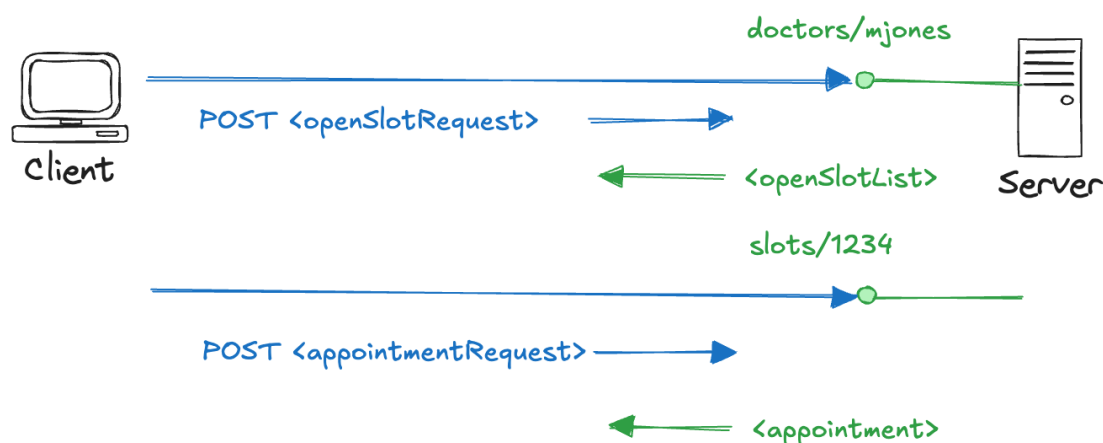 doctors/mjones
POST <openSlotRequest>
Client
<openSlotList>
Server
slots/1234
POST <appointmentRequest>
<appointment>